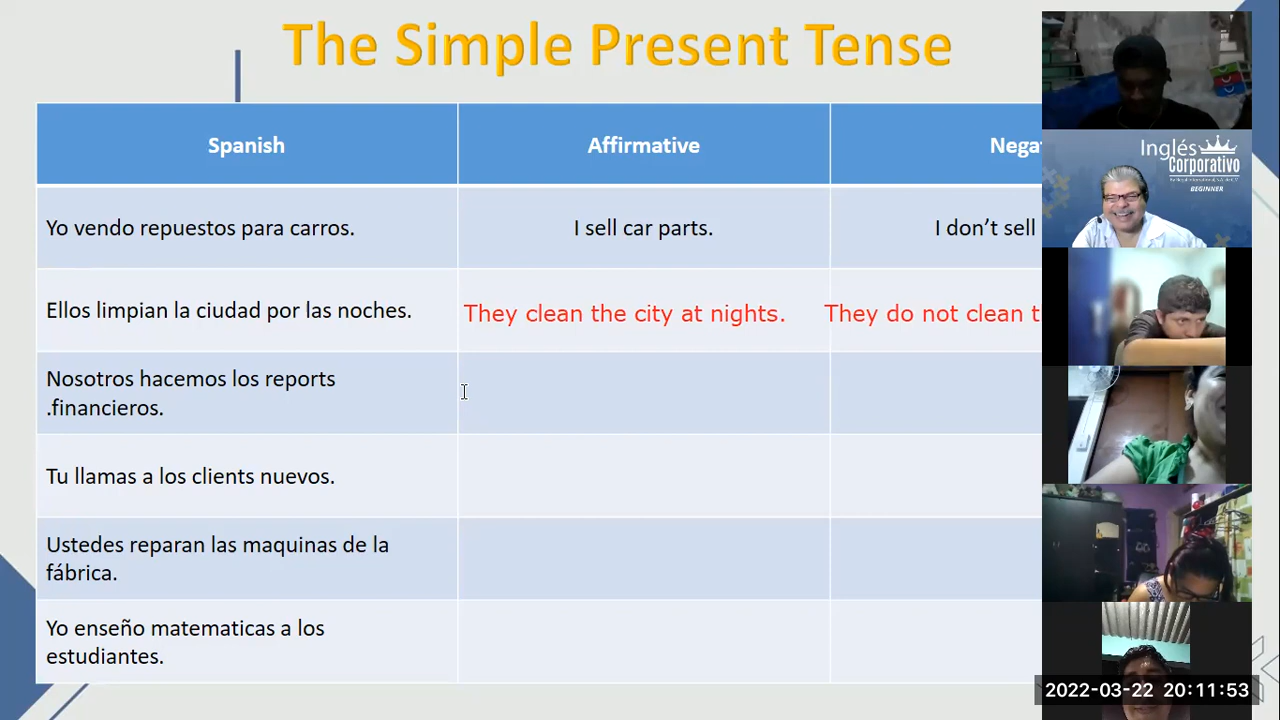 The Simple Present Tense
Spanish
Affirmative
Nega
Yo vendo repuestos para carros.
I sell car parts.
I don't sell
Ellos limpian la ciudad por las noches.
They clean the city at nights.
They do not clean t
Nosotros hacemos los reports
.financieros.
Tu llamas a los clients nuevos.
Ustedes reparan las maquinas de la
fábrica.
Yo enseño matematicas a los
estudiantes.
Inglés
Corporativo
BEGINNER
2022-03-22 20:11:53